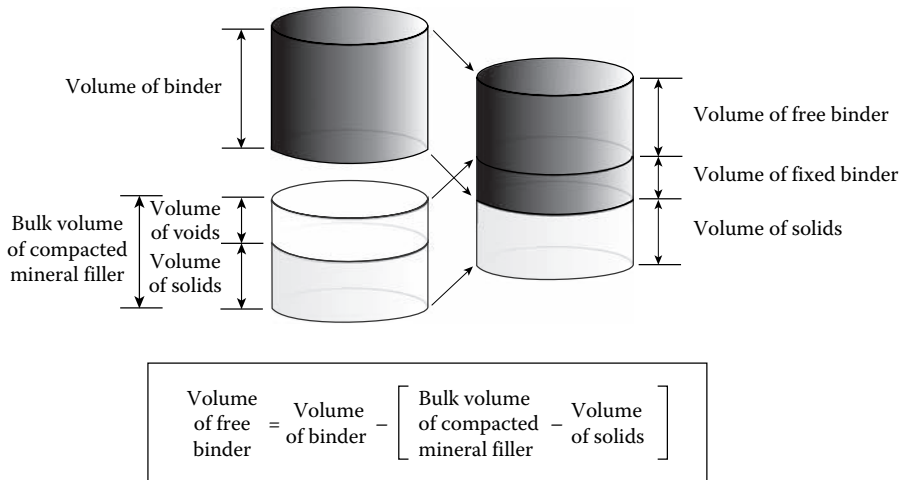 Volume of binder
Bulk volume
of compacted
mineral filler
Volume
of voids
Volume
of solids
Volume of free binder
Volume of fixed binder
Volume of solids
Volume
of free
binder
=
Volume
of binder
–
[
Bulk volume
of compacted
mineral filler
–
Volume
of solids
]